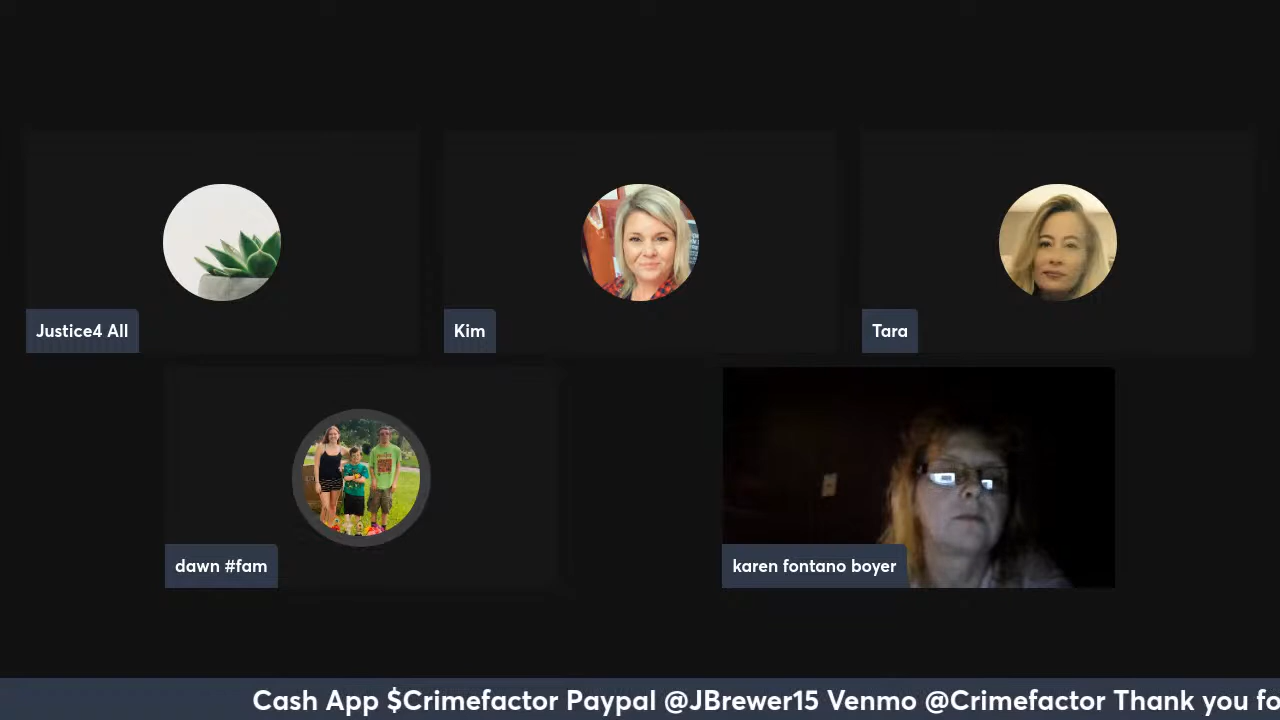 Justice4 All
Kim
Tara
dawn #fam
karen fontano boyer
Cash App $Crimefactor Paypal @JBrewer15 Venmo @Crimefactor Thank you fo